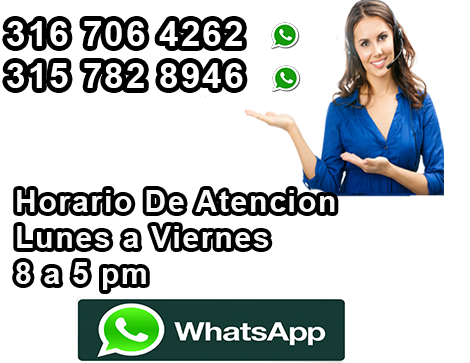 316 706 4262
315 782 8946
Horario De Atencion
Lunes a Viernes
8 a 5 pm
WhatsApp